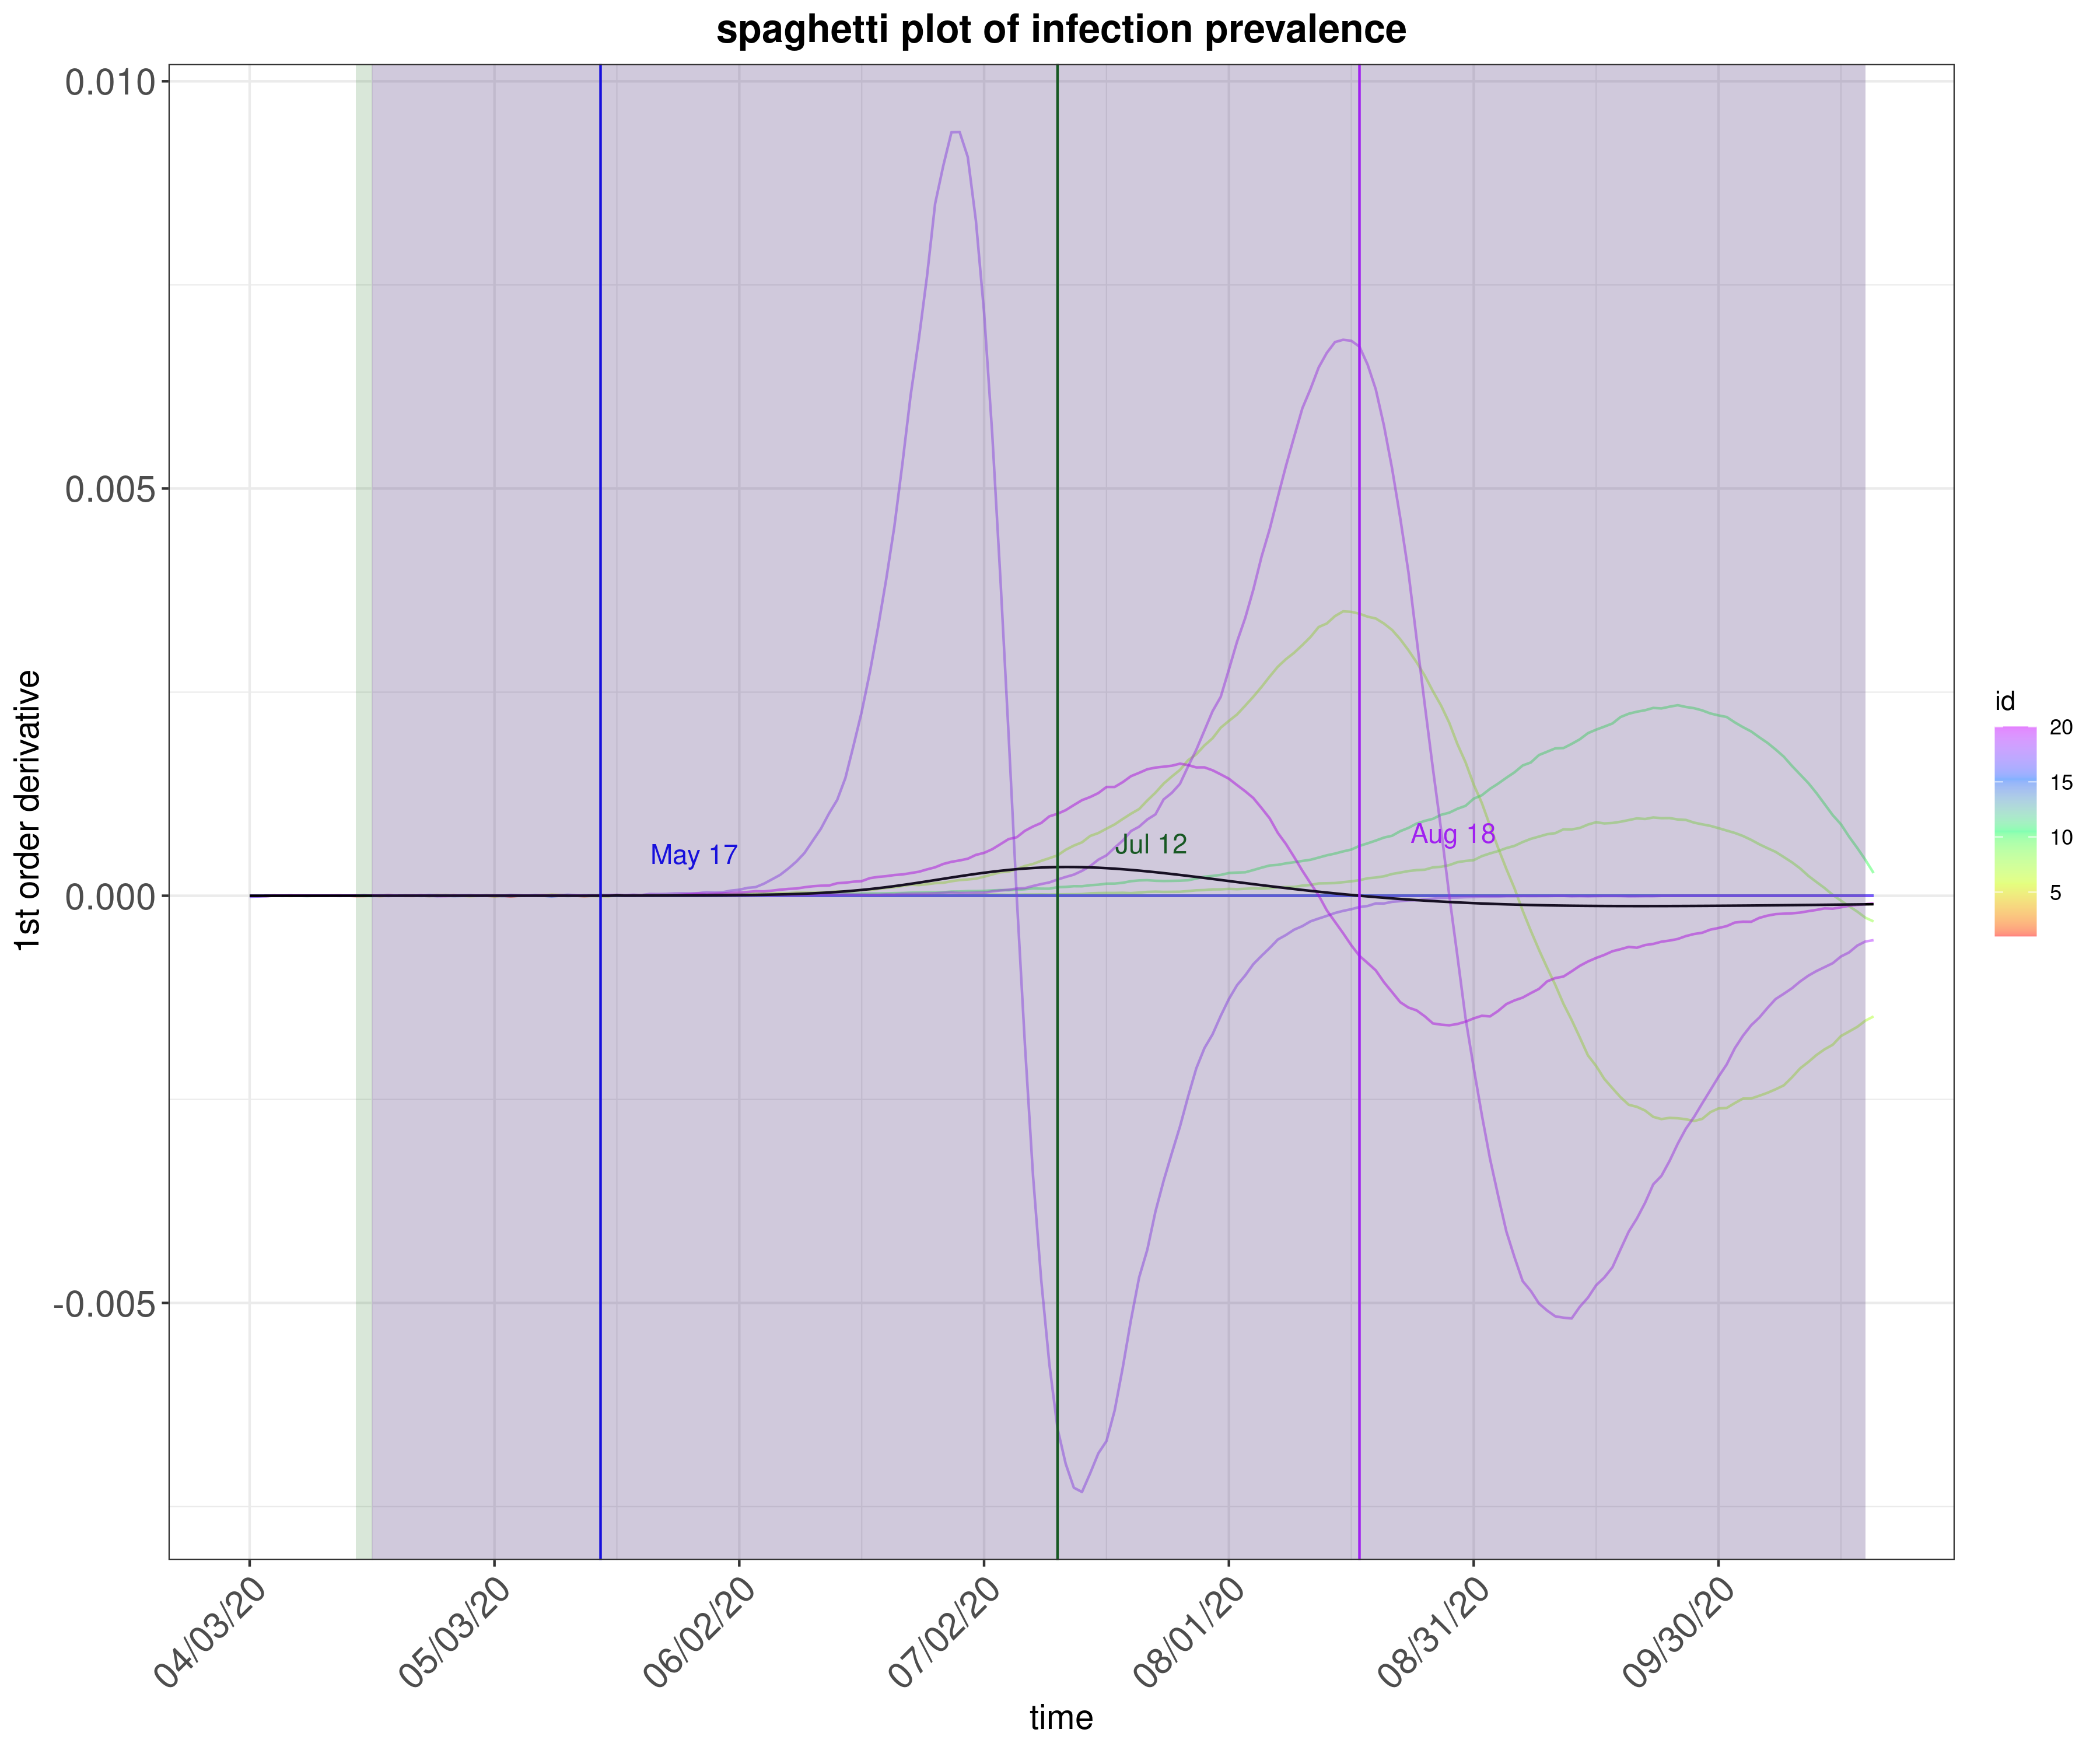 spaghetti plot of infection prevalence
0.010
0.005
0.000
-0.005
1st order derivative
May 17
Jul 12
Aug 18
id
20
15
10
5
04/03/20
05/03/20
06/02/20
07/02/20
08/01/20
08/31/20
09/30/20
time